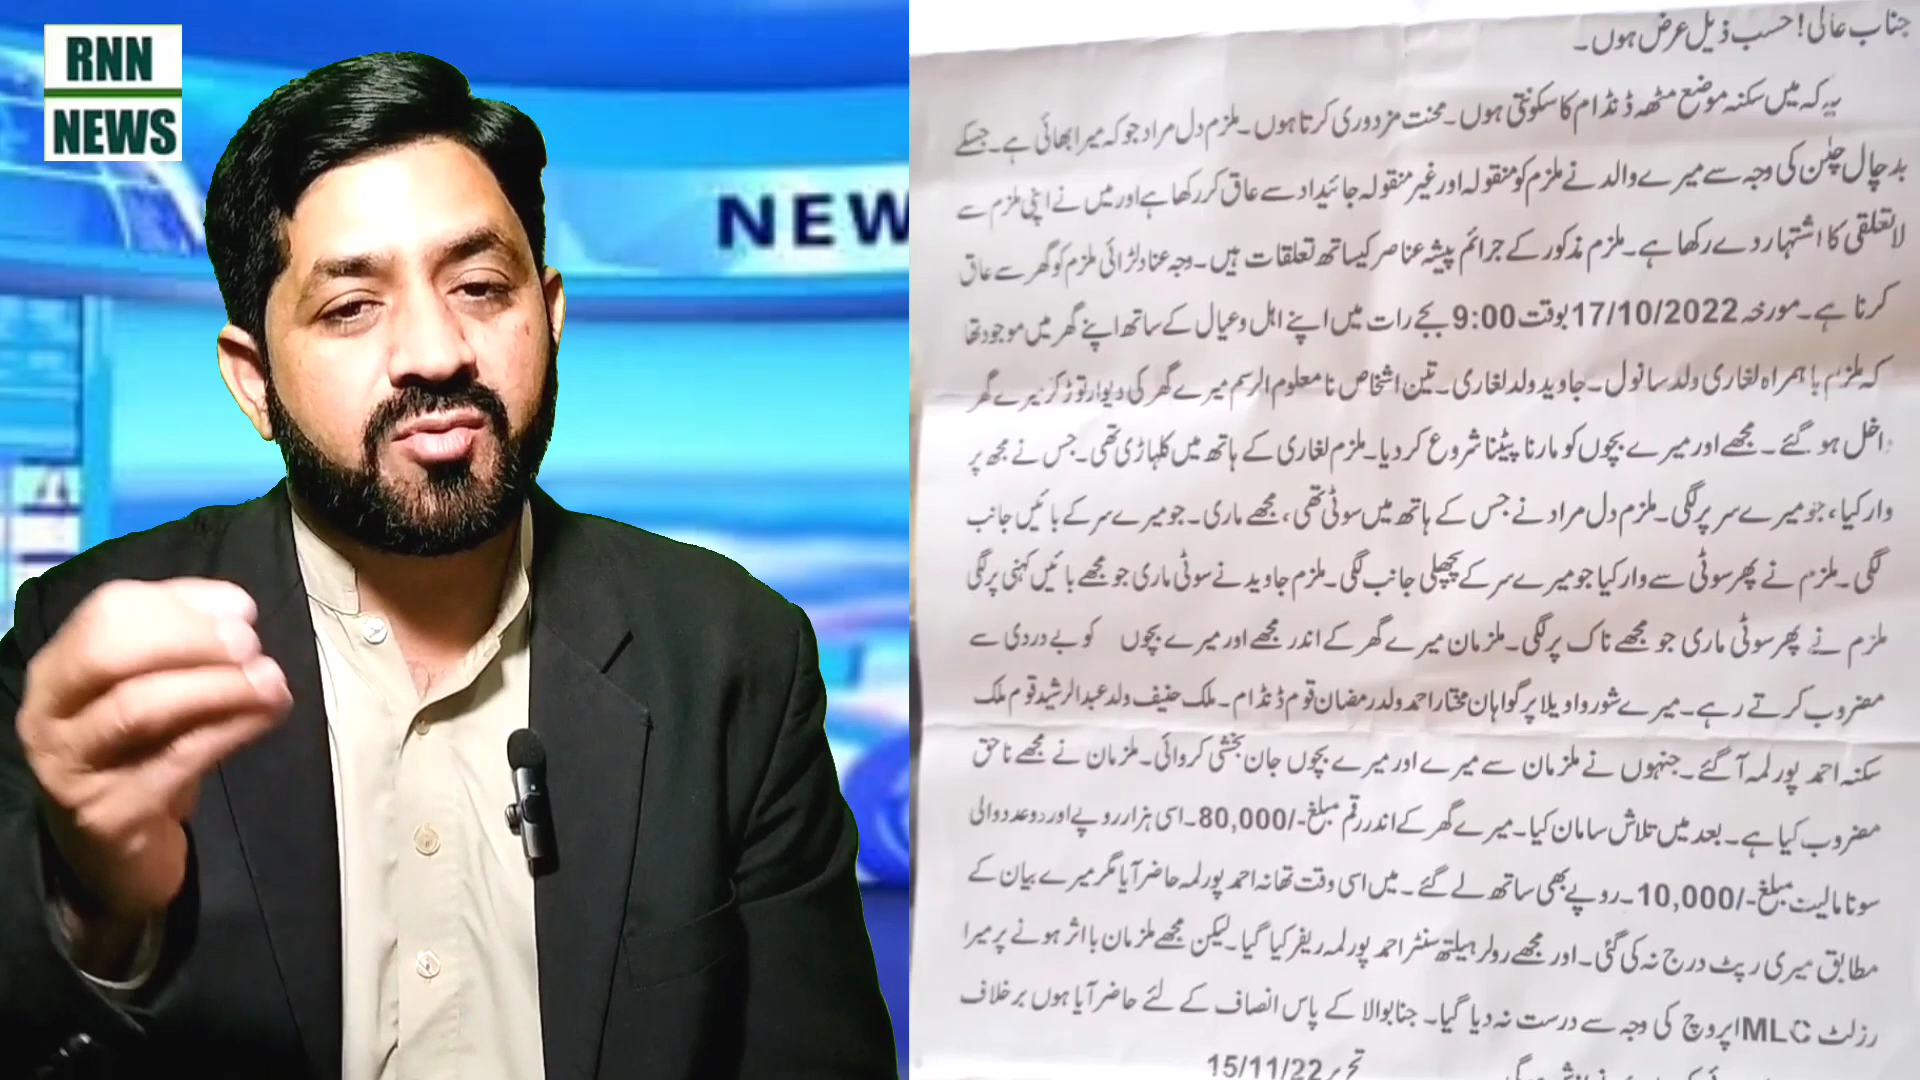 RNN
NEWS
NEW
جناب عالی! حسب ذیل عرض ہوں۔
یہ کہ میں سکنہ موضع مٹھہ ڈنڈام کا سکونتی ہوں۔ محنت مزدوری کرتا ہوں۔ ملزم دل مراد جو کہ میرا بھائی ہے۔ جسکے
بدچال چلن کی وجہ سے میرے والد نے ملزم کو منقولہ اور غیر منقولہ جائیداد سے عاق کر رکھا ہے اور میں نے اپنی ملزم سے
لاتعلقی کا اشتہار دے رکھا ہے۔ ملزم مذکور کے جرائم پیشہ عناصر کیساتھ تعلقات ہیں۔ وجہ عناد لڑائی ملزم کو گھر سے عاق
کرنا ہے۔ مورخہ 17/10/2022 بوقت 9:00 بجے رات میں اپنے اہل و عیال کے ساتھ اپنے گھر میں موجود تھا
کہ ملزم با ہمراہ لغاری ولد سانول۔ جاوید ولد لغاری۔ تین اشخاص نا معلوم الرسم میرے گھر کی دیوار توڑ کر میرے گھر
اخل ہو گئے۔ مجھے اور میرے بچوں کو مارنا پیٹنا شروع کر دیا۔ ملزم لغاری کے ہاتھ میں کلہاڑی تھی۔ جس نے مجھ پر
وار کیا، جو میرے سر پر لگی۔ ملزم دل مراد نے جس کے ہاتھ میں سوٹی تھی، مجھے ماری۔ جو میرے سر کے بائیں جانب
لگی۔ ملزم نے پھر سوٹی سے وار کیا جو میرے سر کے پچھلی جانب لگی۔ ملزم جاوید نے سوٹی ماری جو مجھے بائیں کہنی پر لگی
ملزم نے پھر سوٹی ماری جو مجھے ناک پر لگی۔ ملزمان میرے گھر کے اندر مجھے اور میرے بچوں کو بے دردی سے
مضروب کرتے رہے۔ میرے شور واویلا پر گواہان مختار احمد ولد رمضان قوم ڈنڈام۔ ملک حنیف ولد عبدالرشید قوم ملک
سکنہ احمد پور لمہ آ گئے۔ جنہوں نے ملزمان سے میرے اور میرے بچوں جان بخشی کروائی۔ ملزمان نے مجھے ناحق
مضروب کیا ہے۔ بعد میں تلاش سامان کیا۔ میرے گھر کے اندر رقم مبلغ -/80,000۔ اسی ہزار روپے اور دو عدد والی
سونا مالیت مبلغ -/10,000۔ روپے بھی ساتھ لے گئے۔ میں اسی وقت تھانہ احمد پور لمہ حاضر آیا مگر میرے بیان کے
مطابق میری رپٹ درج نہ کی گئی۔ اور مجھے رولر ہیلتھ سنٹر احمد پور لمہ ریفر کیا گیا۔ لیکن مجھے ملزمان با اثر ہونے پر میرا
رزلٹ MLC اپروچ کی وجہ سے درست نہ دیا گیا۔ جناب والا کے پاس انصاف کے لئے حاضر آیا ہوں برخلاف
تحریر 15/11/22